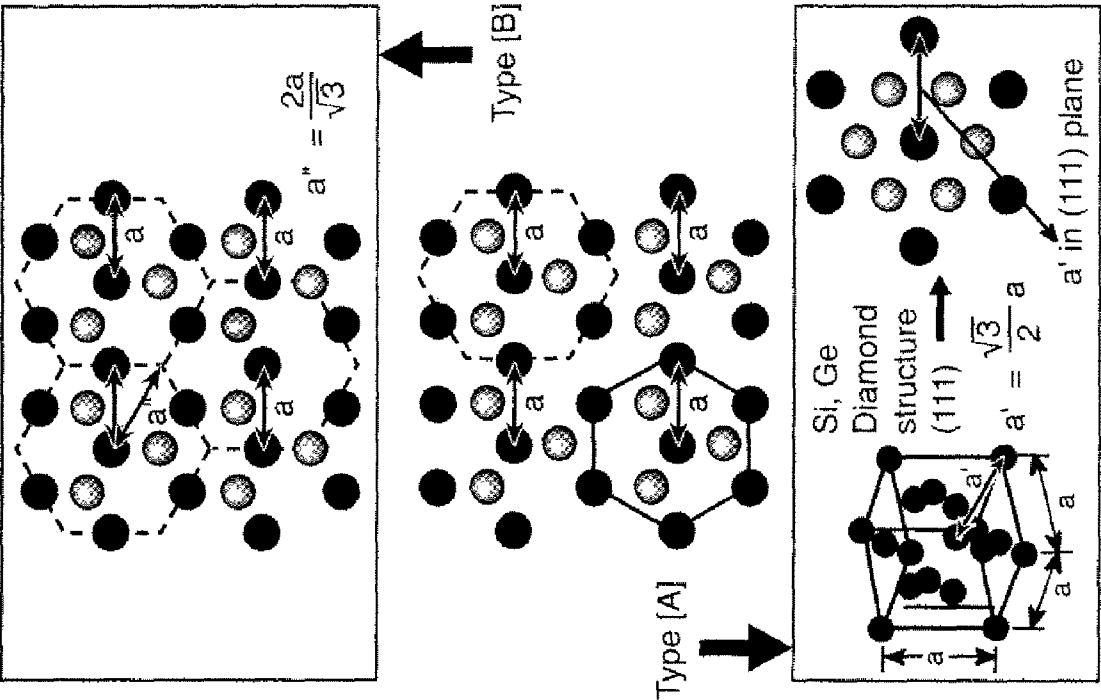 a" = 2a/√3
a
a
a"
a
a
Type [B]
a
a
a
a
Type [A]
Si, Ge
Diamond
structure
(111)
a' = √3/2 a
a' in (111) plane
a'
a
a
a